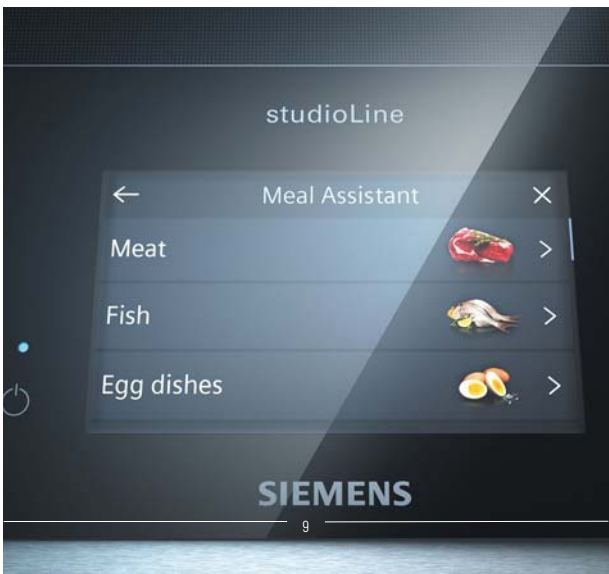 studioLine
Meal Assistant
Meat
Fish
Egg dishes
SIEMENS
9